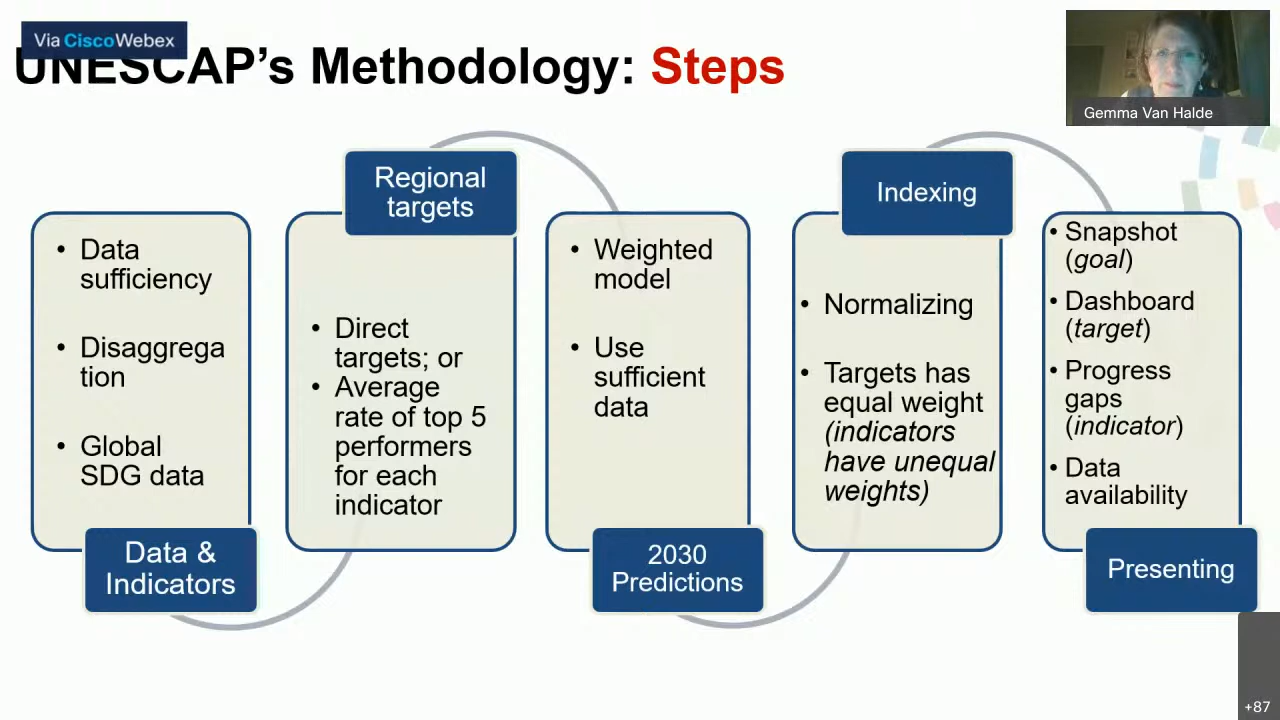 Via CiscoWebex
UNESCAP's Methodology: Steps
Gemma Van Halde
• Data
sufficiency
• Disaggrega
tion
• Global
SDG data
Data &
Indicators
Regional
targets
• Direct
targets; or
• Average
rate of top 5
performers
for each
indicator
• Weighted
model
• Use
sufficient
data
2030
Predictions
Indexing
• Normalizing
• Targets has
equal weight
(indicators
have unequal
weights)
• Snapshot
(goal)
• Dashboard
(target)
• Progress
gaps
(indicator)
• Data
availability
Presenting
+87